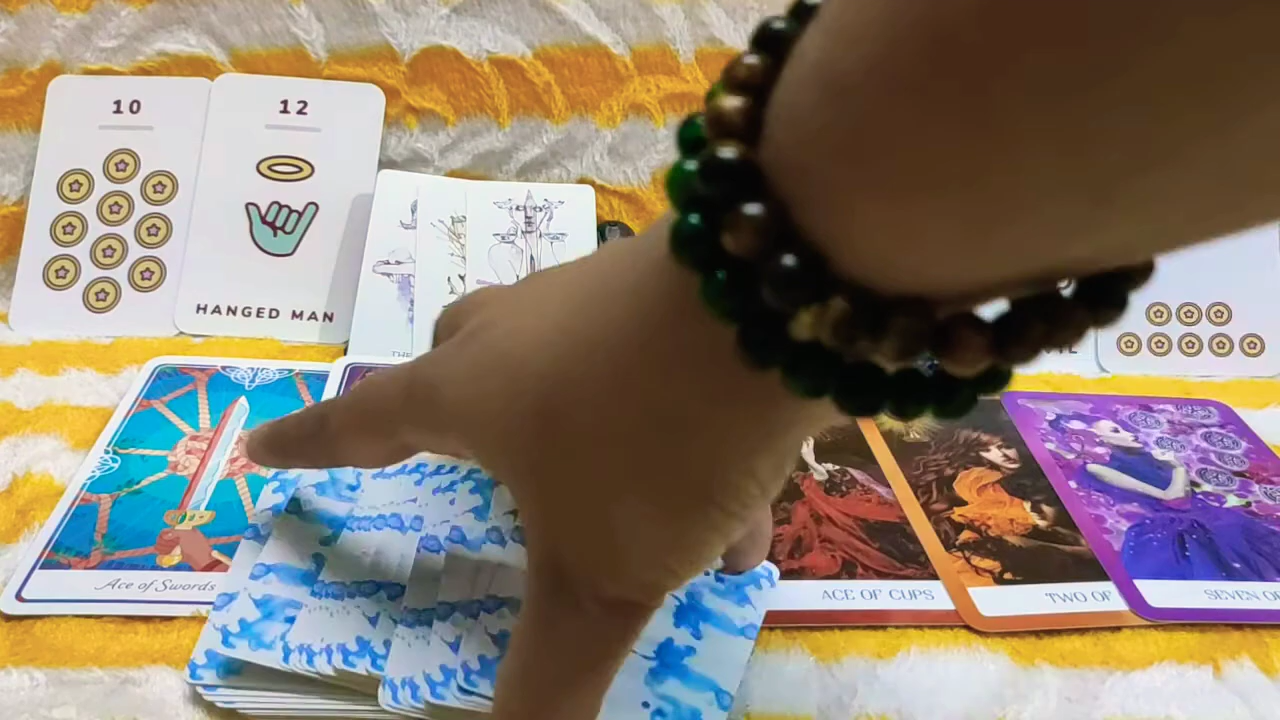 10
12
HANGED MAN
Ace of Swords
ACE OF CUPS
TWO OF
SEVEN OF